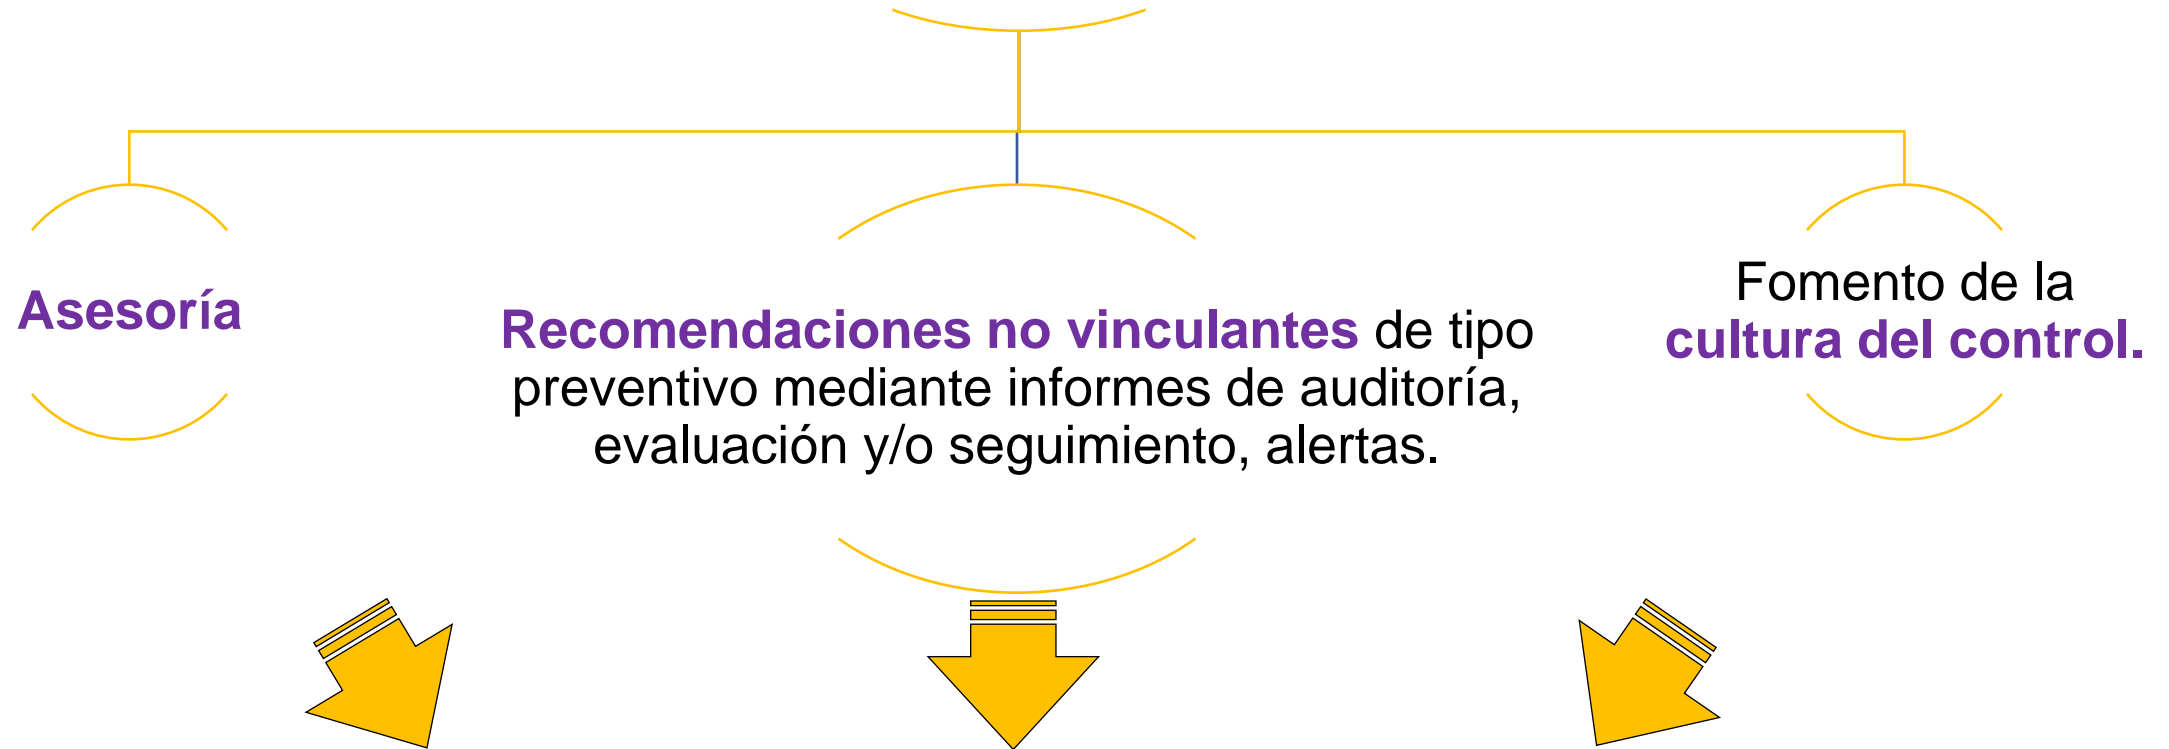 Asesoría
Recomendaciones no vinculantes de tipo
preventivo mediante informes de auditoría,
evaluación y/o seguimiento, alertas.
Fomento de la
cultura del control.